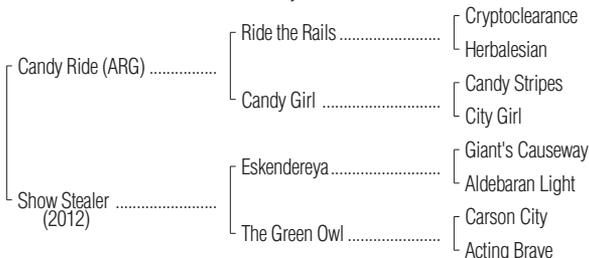 Cryptoclearance
Ride the Rails ....................
Herbalesian
Candy Ride (ARG) .............
Candy Stripes
Candy Girl .......................
City Girl
Giant's Causeway
Eskendereya.....................
Aldebaran Light
Show Stealer ...................
(2012)
Carson City
The Green Owl ..................
Acting Brave